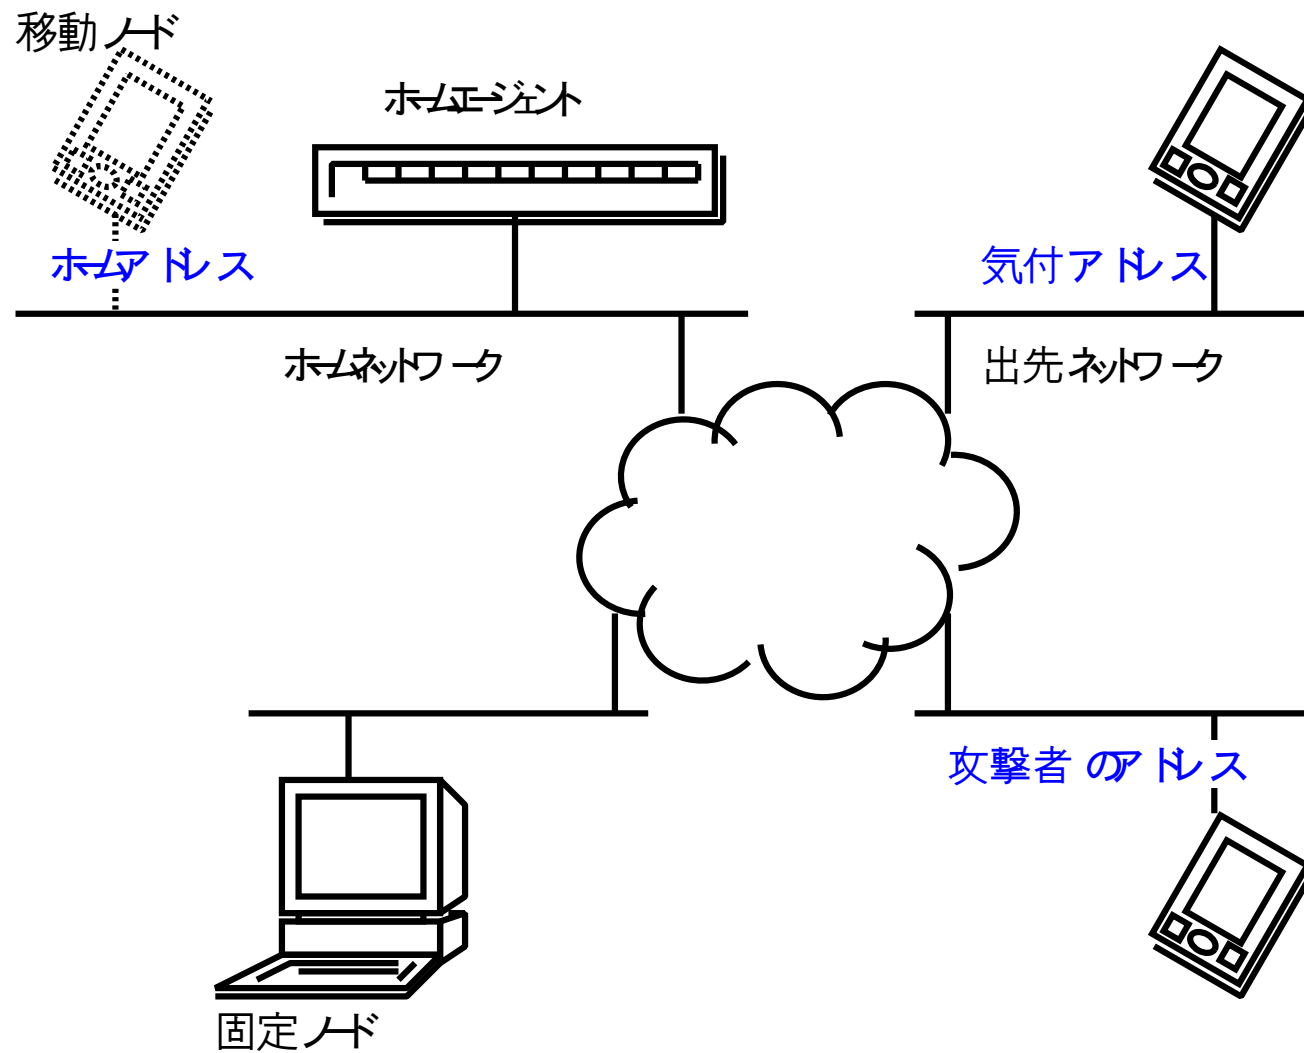 移動ノード
ホームエージェント
ホームアドレス
気付アドレス
ホームネットワーク
出先ネットワーク
攻撃者のアドレス
固定ノード